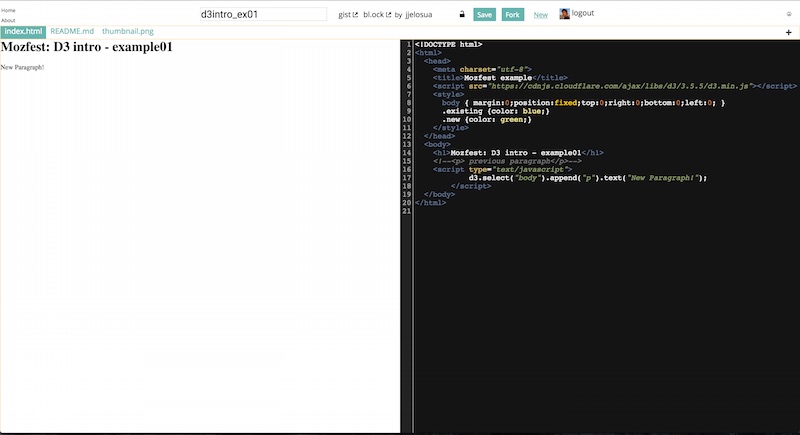 Home
About
d3intro_ex01
gist bl.ock by jjelosua
Save
Fork
New
logout
index.html README.md thumbnail.png
+
Mozfest: D3 intro - example01
New Paragraph!
1 <!DOCTYPE html>
2 <html>
3 <head>
4 <meta charset="utf-8">
5 <title>Mozfest example</title>
6 <script src="https://cdnjs.cloudflare.com/ajax/libs/d3/3.5.5/d3.min.js"></script>
7 <style>
8 body { margin:0;position:fixed;top:0;right:0;bottom:0;left:0; }
9 .existing {color: blue;}
10 .new {color: green;}
11 </style>
12 </head>
13 <body>
14 <h1>Mozfest: D3 intro - example01</h1>
15 <!--<p> previous paragraph</p>-->
16 <script type="text/javascript">
17 d3.select("body").append("p").text("New Paragraph!");
18 </script>
19 </body>
20 </html>
21